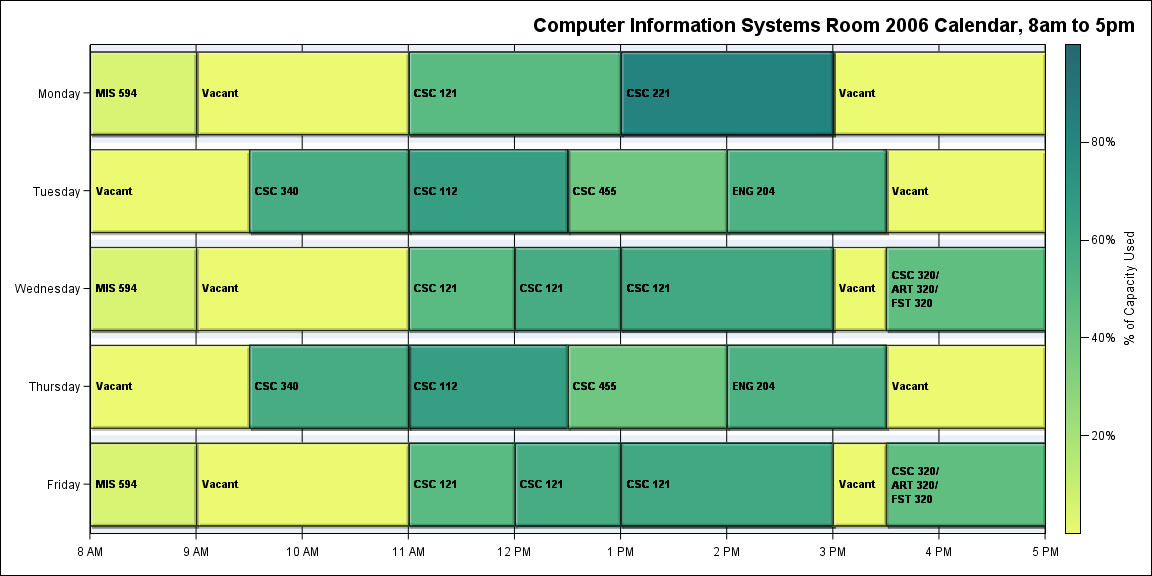 Computer Information Systems Room 2006 Calendar, 8am to 5pm
Monday
MIS 594
Vacant
CSC 121
CSC 221
Vacant
Tuesday
Vacant
CSC 340
CSC 112
CSC 455
ENG 204
Vacant
Wednesday
MIS 594
Vacant
CSC 121
CSC 121
CSC 121
Vacant
CSC 320/
ART 320/
FST 320
Thursday
Vacant
CSC 340
CSC 112
CSC 455
ENG 204
Vacant
Friday
MIS 594
Vacant
CSC 121
CSC 121
CSC 121
Vacant
CSC 320/
ART 320/
FST 320
8 AM
9 AM
10 AM
11 AM
12 PM
1 PM
2 PM
3 PM
4 PM
5 PM
80%
60%
40%
20%
% of Capacity Used